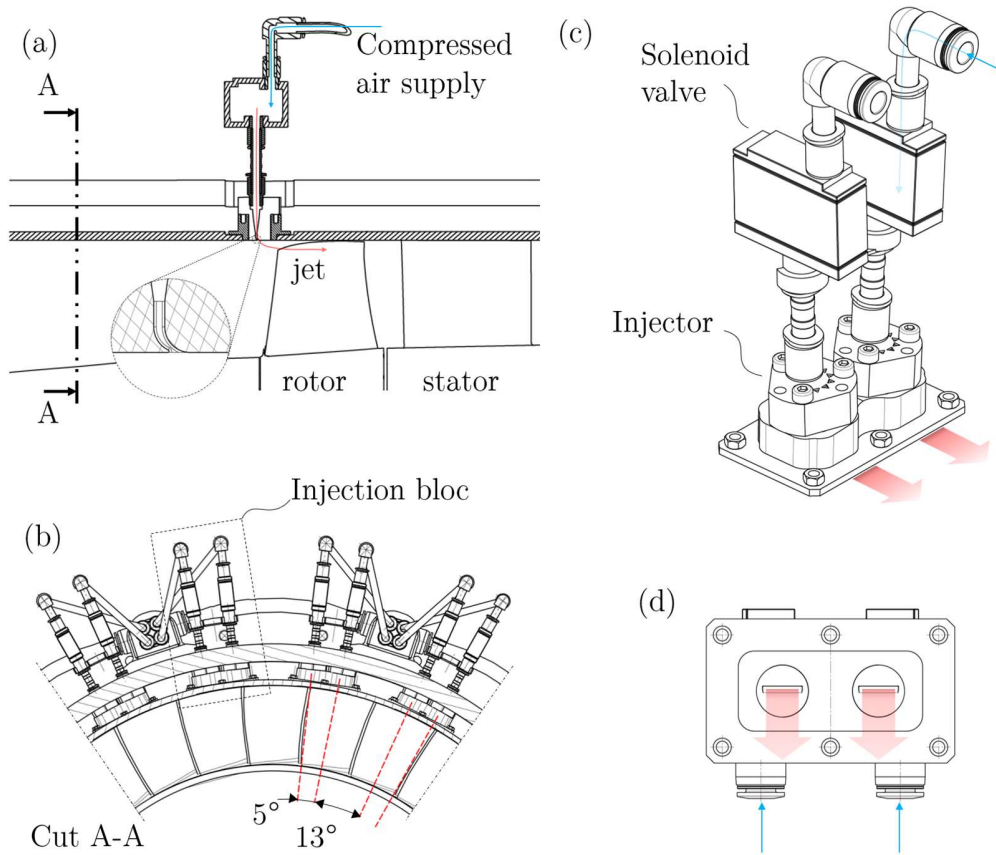 (a)
Compressed
air supply
A
jet
A
rotor
stator
(c)
Solenoid
valve
Injector
Injection bloc
(b)
5°
13°
Cut A-A
(d)